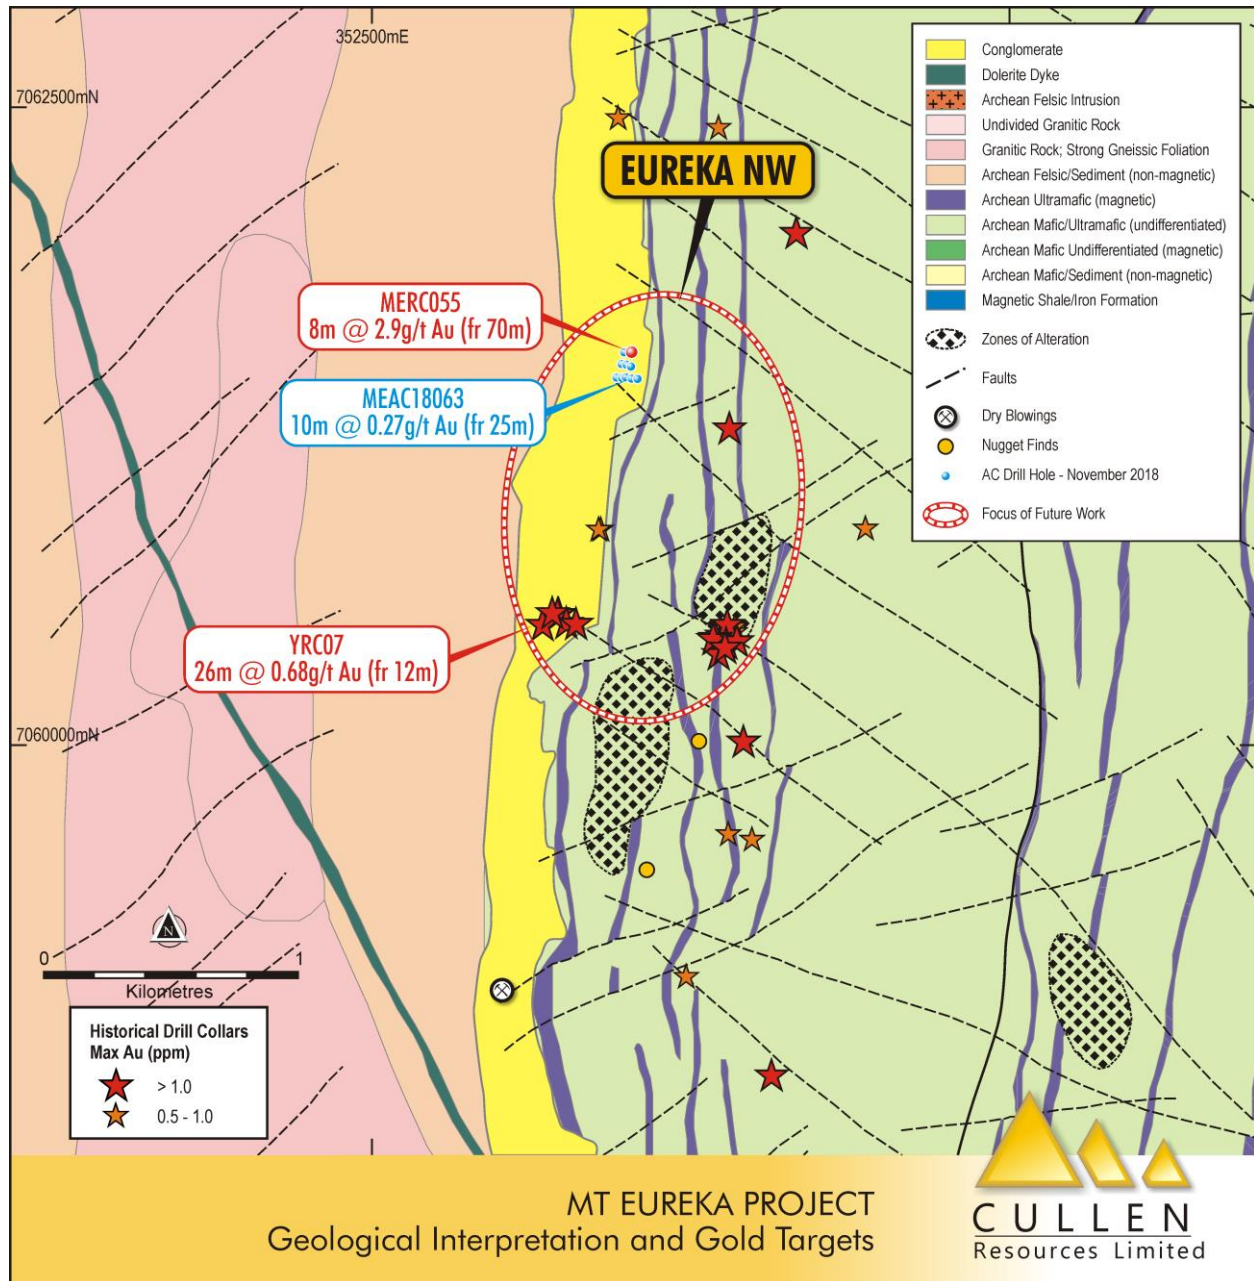 352500mE
7062500mN
EUREKA NW
MERC055
8m @ 2.9g/t Au (fr 70m)
MEAC18063
10m @ 0.27g/t Au (fr 25m)
YRC07
26m @ 0.68g/t Au (fr 12m)
7060000mN
Conglomerate
Dolerite Dyke
Archean Felsic Intrusion
Undivided Granitic Rock
Granitic Rock; Strong Gneissic Foliation
Archean Felsic/Sediment (non-magnetic)
Archean Ultramafic (magnetic)
Archean Mafic/Ultramafic (undifferentiated)
Archean Mafic Undifferentiated (magnetic)
Archean Mafic/Sediment (non-magnetic)
Magnetic Shale/Iron Formation
Zones of Alteration
Faults
Dry Blowings
Nugget Finds
AC Drill Hole - November 2018
Focus of Future Work
N
0 1
Kilometres
Historical Drill Collars
Max Au (ppm)
> 1.0
0.5 - 1.0
MT EUREKA PROJECT
Geological Interpretation and Gold Targets
CULLEN
Resources Limited